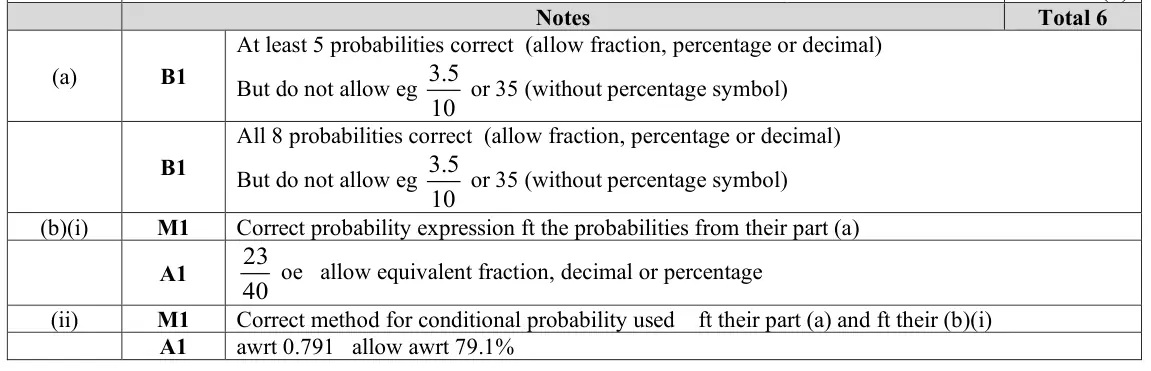 Notes Total 6
(a) B1 At least 5 probabilities correct (allow fraction, percentage or decimal)
But do not allow eg 3.5/10 or 35 (without percentage symbol)
B1 All 8 probabilities correct (allow fraction, percentage or decimal)
But do not allow eg 3.5/10 or 35 (without percentage symbol)
(b)(i) M1 Correct probability expression ft the probabilities from their part (a)
A1 23/40 oe allow equivalent fraction, decimal or percentage
(ii) M1 Correct method for conditional probability used ft their part (a) and ft their (b)(i)
A1 awrt 0.791 allow awrt 79.1%